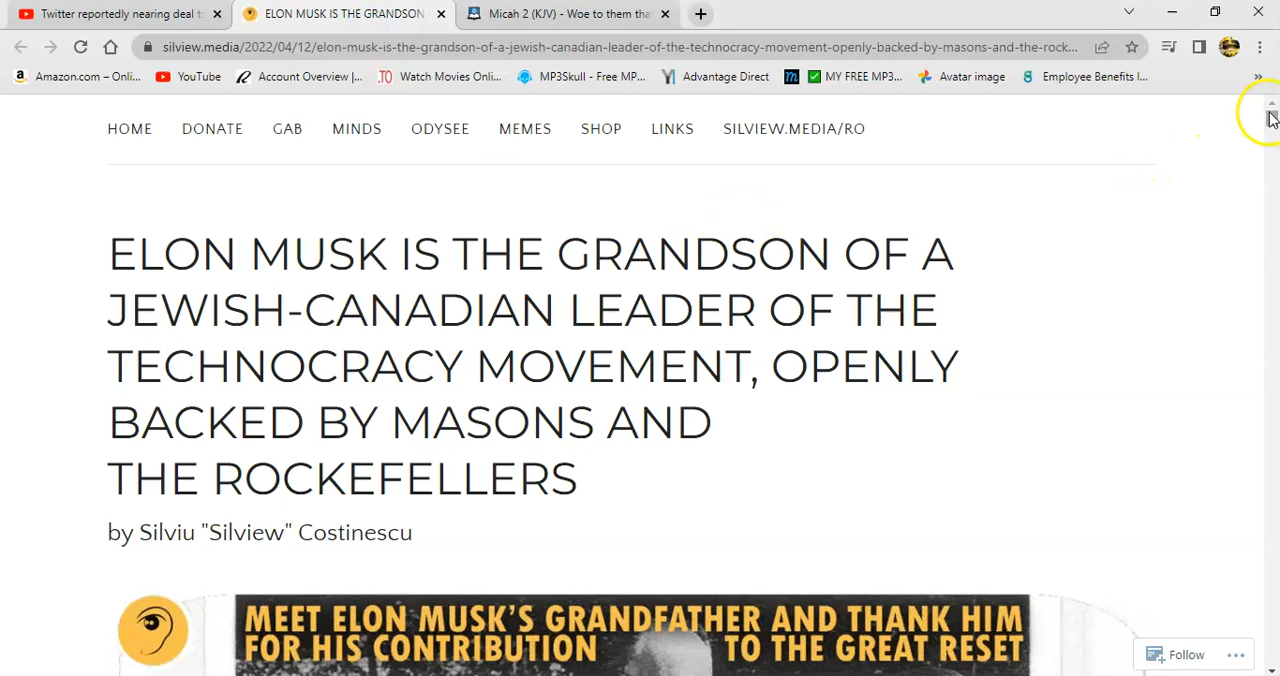 Twitter reportedly nearing deal t
ELON MUSK IS THE GRANDSON
Micah 2 (KJV) - Woe to them tha
silview.media/2022/04/12/elon-musk-is-the-grandson-of-a-jewish-canadian-leader-of-the-technocracy-movement-openly-backed-by-masons-and-the-rock...
Amazon.com – Onli...
YouTube
Account Overview |...
Watch Movies Onli...
MP3Skull - Free MP...
Advantage Direct
MY FREE MP3...
Avatar image
Employee Benefits I...
HOME
DONATE
GAB
MINDS
ODYSEE
MEMES
SHOP
LINKS
SILVIEW.MEDIA/RO
ELON MUSK IS THE GRANDSON OF A
JEWISH-CANADIAN LEADER OF THE
TECHNOCRACY MOVEMENT, OPENLY
BACKED BY MASONS AND
THE ROCKEFELLERS
by Silviu "Silview" Costinescu
MEET ELON MUSK'S GRANDFATHER AND THANK HIM
FOR HIS CONTRIBUTION TO THE GREAT RESET
Follow